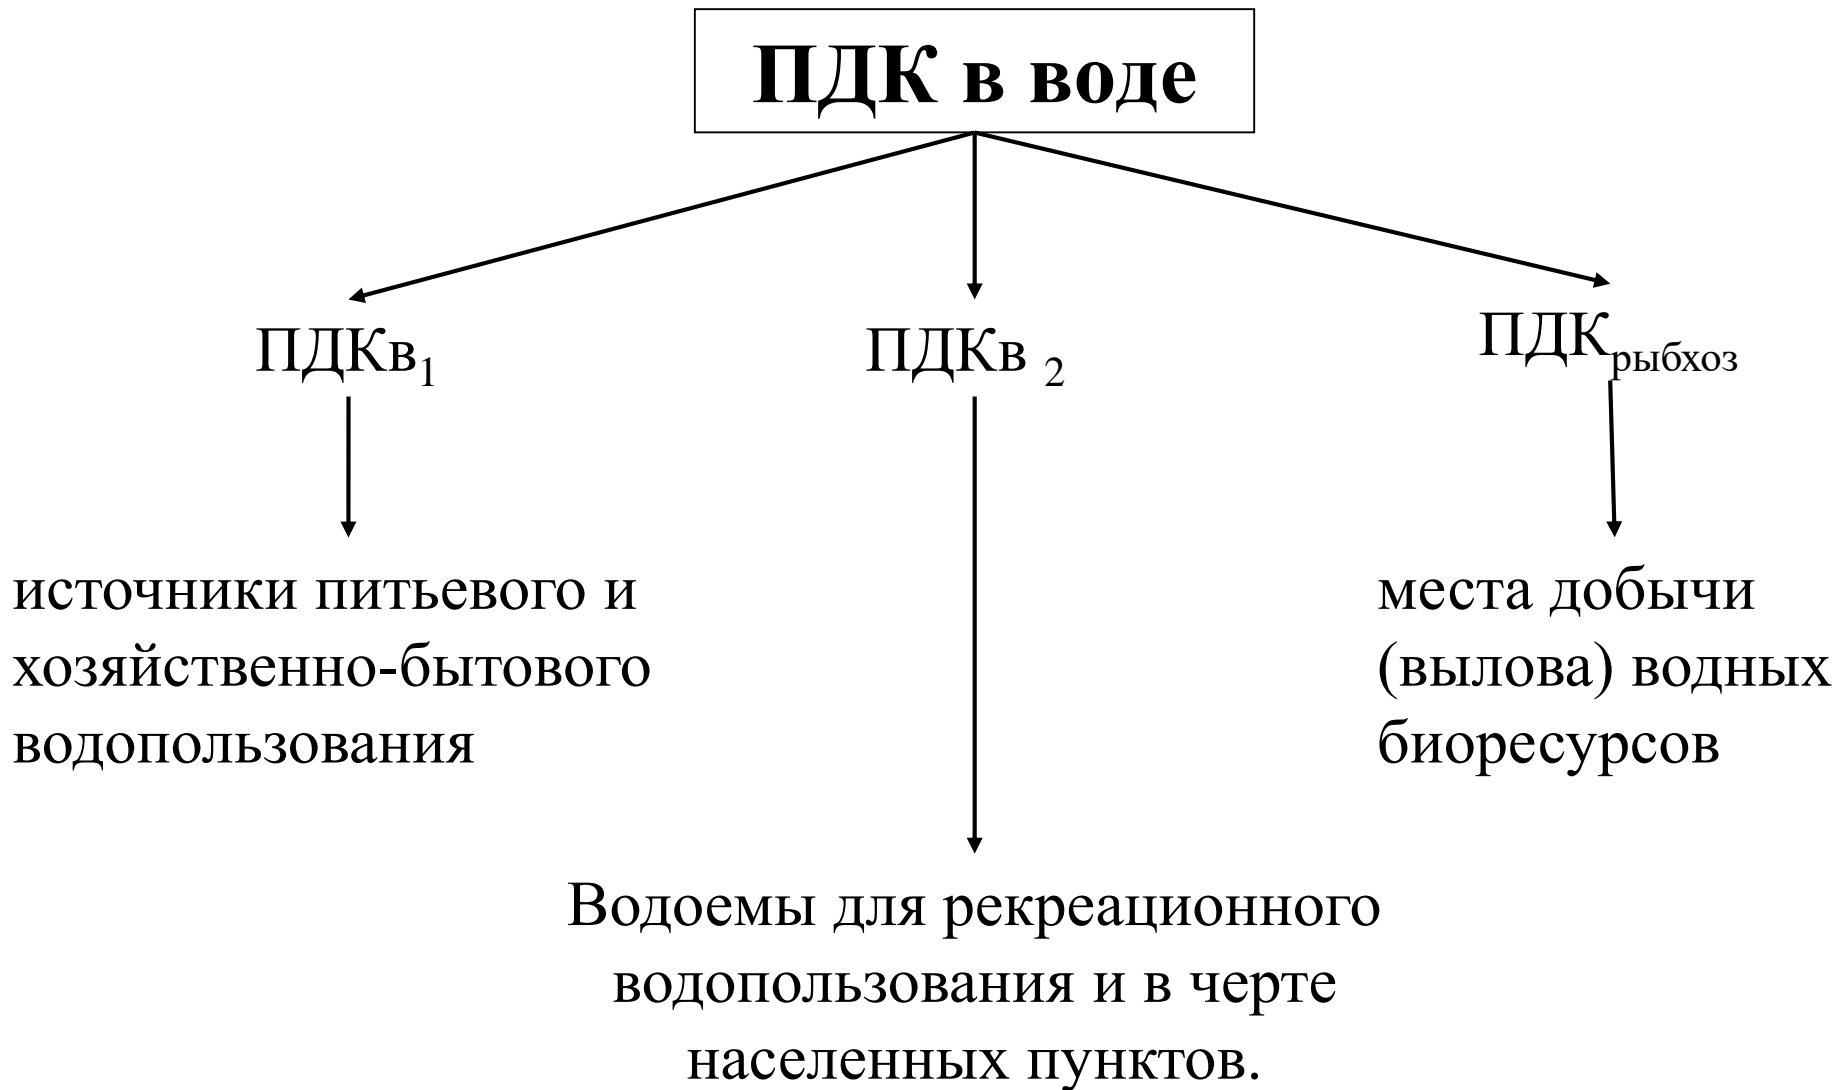 ПДК в воде
ПДКв₁
ПДКв ₂
ПДКрыбхоз
источники питьевого и
хозяйственно-бытового
водопользования
места добычи
(вылова) водных
биоресурсов
Водоемы для рекреационного
водопользования и в черте
населенных пунктов.